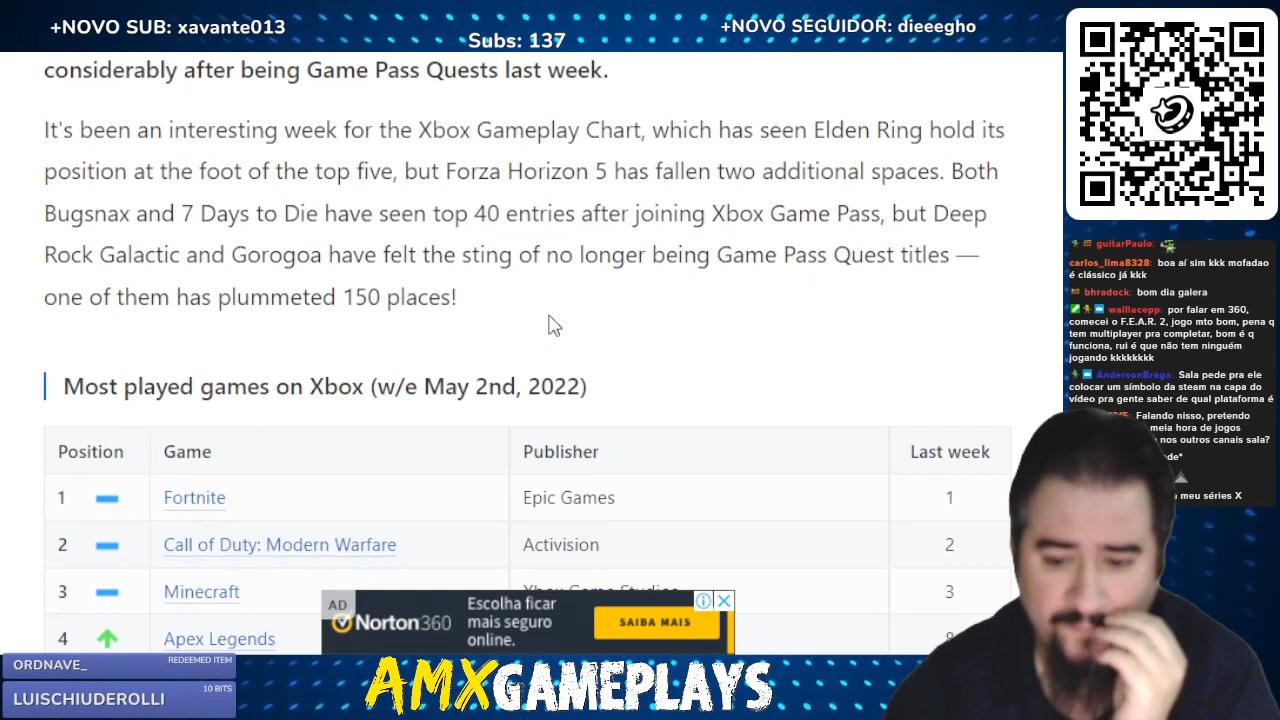 +NOVO SUB: xavante013
Subs: 137
+NOVO SEGUIDOR: dieeegho
considerably after being Game Pass Quests last week.
It's been an interesting week for the Xbox Gameplay Chart, which has seen Elden Ring hold its
position at the foot of the top five, but Forza Horizon 5 has fallen two additional spaces. Both
Bugsnax and 7 Days to Die have seen top 40 entries after joining Xbox Game Pass, but Deep
Rock Galactic and Gorogoa have felt the sting of no longer being Game Pass Quest titles —
one of them has plummeted 150 places!
Most played games on Xbox (w/e May 2nd, 2022)
Position Game Publisher Last week
1 Fortnite Epic Games 1
2 Call of Duty: Modern Warfare Activision 2
3 Minecraft Xbox Game Studios 3
4 Apex Legends
AD
Norton360
Escolha ficar
mais seguro
online.
SAIBA MAIS
guitarPaulo:
carlos_lima8328: boa aí sim kkk mofadao
é clássico já kkk
bhradock: bom dia galera
walllacepp: por falar em 360,
comecei o F.E.A.R. 2, jogo mto bom, pena q
tem multiplayer pra completar, bom é q
funciona, rui é que não tem ninguém
jogando kkkkkkkk
AndersonBraga: Sala pede pra ele
colocar um símbolo da steam na capa do
vídeo pra gente saber de qual plataforma é
Falando nisso, pretendo
meia hora de jogos
nos outros canais sala?
meu séries X
ORDNAVE_ REDEEMED ITEM
LUISCHIUDEROLLI 10 BITS
AMXGAMEPLAYS